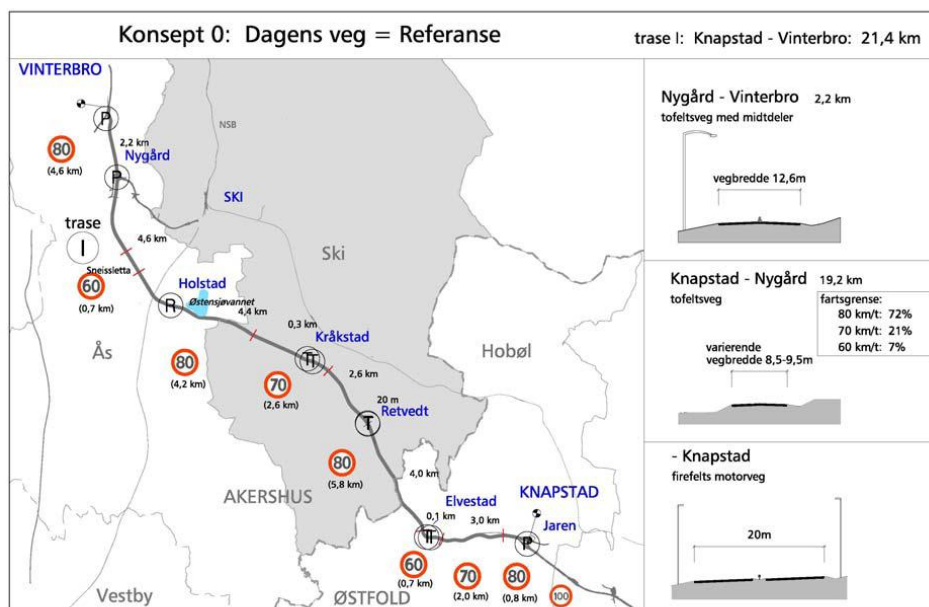 Konsept 0: Dagens veg = Referanse
trase I: Knapstad - Vinterbro: 21,4 km
VINTERBRO
P
NSB
2,2 km
80
(4,6 km)
Nygård
P
SKI
trase
I
4,6 km
Ski
Speissletta
60
(0,7 km)
Holstad
Østensjøvannet
R
4,4 km
0,3 km
Kråkstad
TT
Hobøl
Ås
80
(4,2 km)
70
(2,6 km)
2,6 km
20 m
Retvedt
T
80
(5,8 km)
4,0 km
AKERSHUS
Elvestad
KNAPSTAD
0,1 km
3,0 km
Jaren
TT
P
60
(0,7 km)
70
(2,0 km)
80
(0,8 km)
100
Vestby
ØSTFOLD
Nygård - Vinterbro 2,2 km
tofeltsveg med midtdeler
vegbredde 12,6m
Knapstad - Nygård 19,2 km
tofeltsveg
fartsgrense:
80 km/t: 72%
70 km/t: 21%
60 km/t: 7%
varierende
vegbredde 8,5-9,5m
- Knapstad
firefelts motorveg
20m